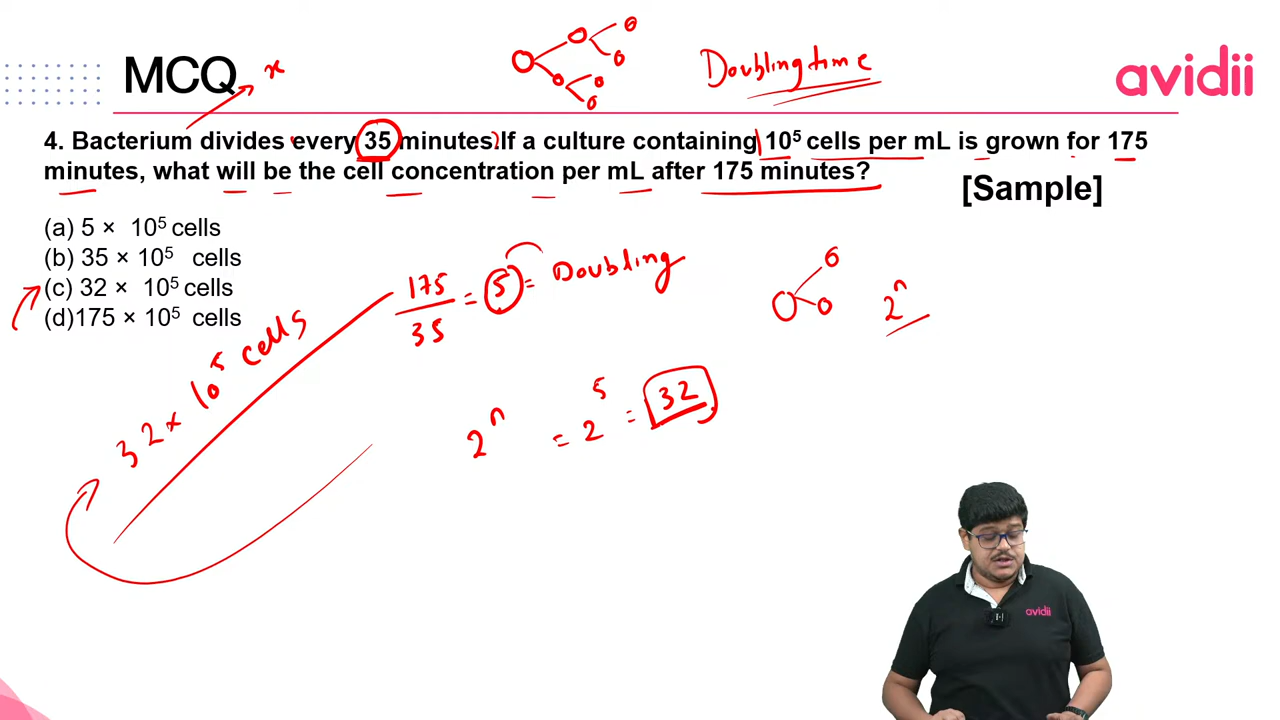 MCQ
x
Doubling time
avidii
4. Bacterium divides every 35 minutes. If a culture containing 10⁵ cells per mL is grown for 175
minutes, what will be the cell concentration per mL after 175 minutes?
[Sample]
(a) 5 × 10⁵ cells
(b) 35 × 10⁵ cells
(c) 32 × 10⁵ cells
(d)175 × 10⁵ cells
175/35 = 5 = Doubling
2ⁿ
32 × 10⁵ cells
2ⁿ = 2⁵ = 32
avidii